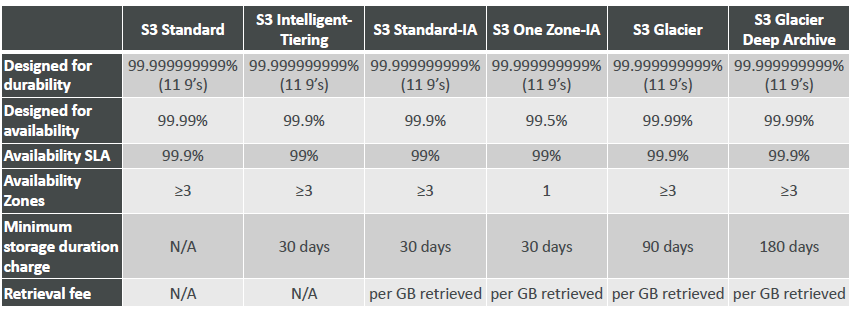 S3 Standard S3 Intelligent-Tiering S3 Standard-IA S3 One Zone-IA S3 Glacier S3 Glacier Deep Archive
Designed for durability 99.999999999% (11 9’s) 99.999999999% (11 9’s) 99.999999999% (11 9’s) 99.999999999% (11 9’s) 99.999999999% (11 9’s) 99.999999999% (11 9’s)
Designed for availability 99.99% 99.9% 99.9% 99.5% 99.99% 99.99%
Availability SLA 99.9% 99% 99% 99% 99.9% 99.9%
Availability Zones ≥3 ≥3 ≥3 1 ≥3 ≥3
Minimum storage duration charge N/A 30 days 30 days 30 days 90 days 180 days
Retrieval fee N/A N/A per GB retrieved per GB retrieved per GB retrieved per GB retrieved